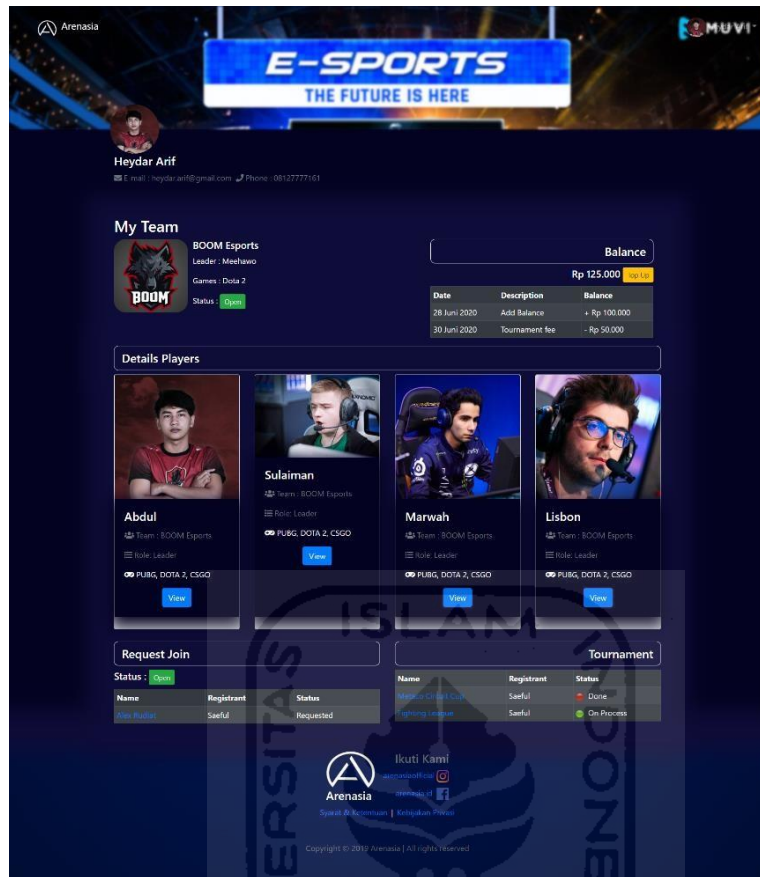 Arenasia
MUVI
E-SPORTS
THE FUTURE IS HERE
Heydar Arif
E-mail : heydar.arif@gmail.com Phone : 08127777161
My Team
BOOM
BOOM Esports
Leader : Meehawo
Games : Dota 2
Status : Open
Balance
Rp 125.000 Top Up
Date Description Balance
28 Juni 2020 Add Balance + Rp 100.000
30 Juni 2020 Tournament fee - Rp 50.000
Details Players
Abdul
Team : BOOM Esports
Role: Leader
PUBG, DOTA 2, CSGO
View
Sulaiman
Team : BOOM Esports
Role: Leader
PUBG, DOTA 2, CSGO
View
Marwah
Team : BOOM Esports
Role: Leader
PUBG, DOTA 2, CSGO
View
Lisbon
Team : BOOM Esports
Role: Leader
PUBG, DOTA 2, CSGO
View
Request Join
Status : Open
Name Registrant Status
Saeful Requested
Tournament
Name Registrant Status
Saeful Done
Fighting League Saeful On Process
Arenasia
Ikuti Kami
arenasiaofficial
arenasia.id
Syarat & Ketentuan | Kebijakan Privasi
Copyright © 2019 Arenasia | All rights reserved
ERSITAS
ISLAM
INDONE